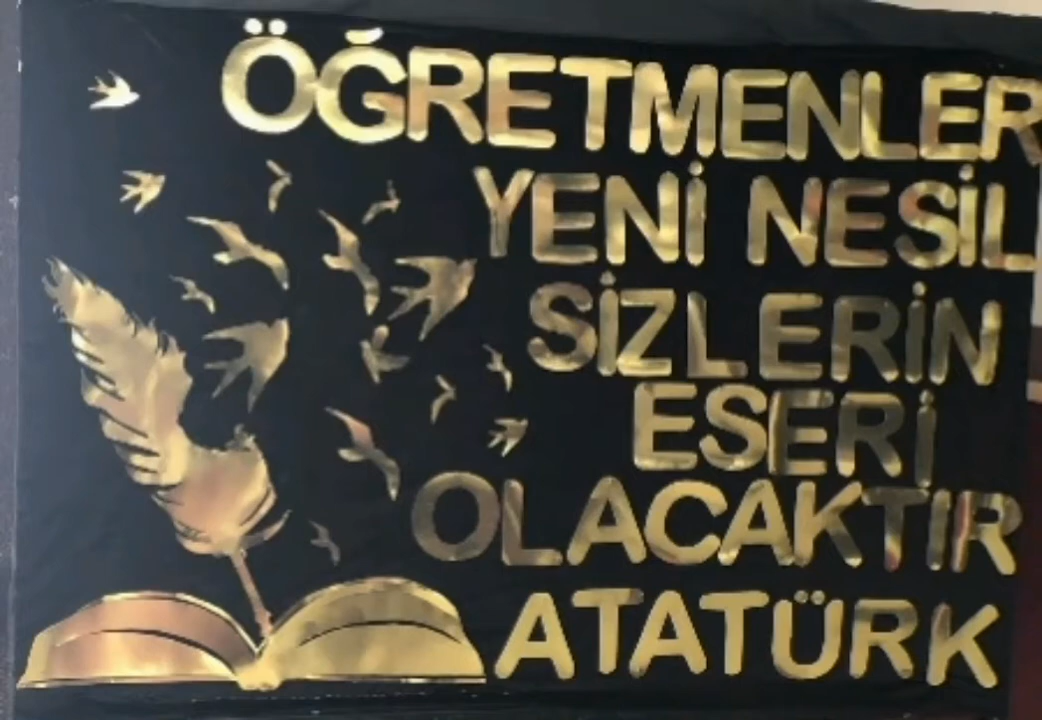 ÖĞRETMENLER
YENİ NESİL
SİZLERİN
ESERİ
OLACAKTIR
ATATÜRK